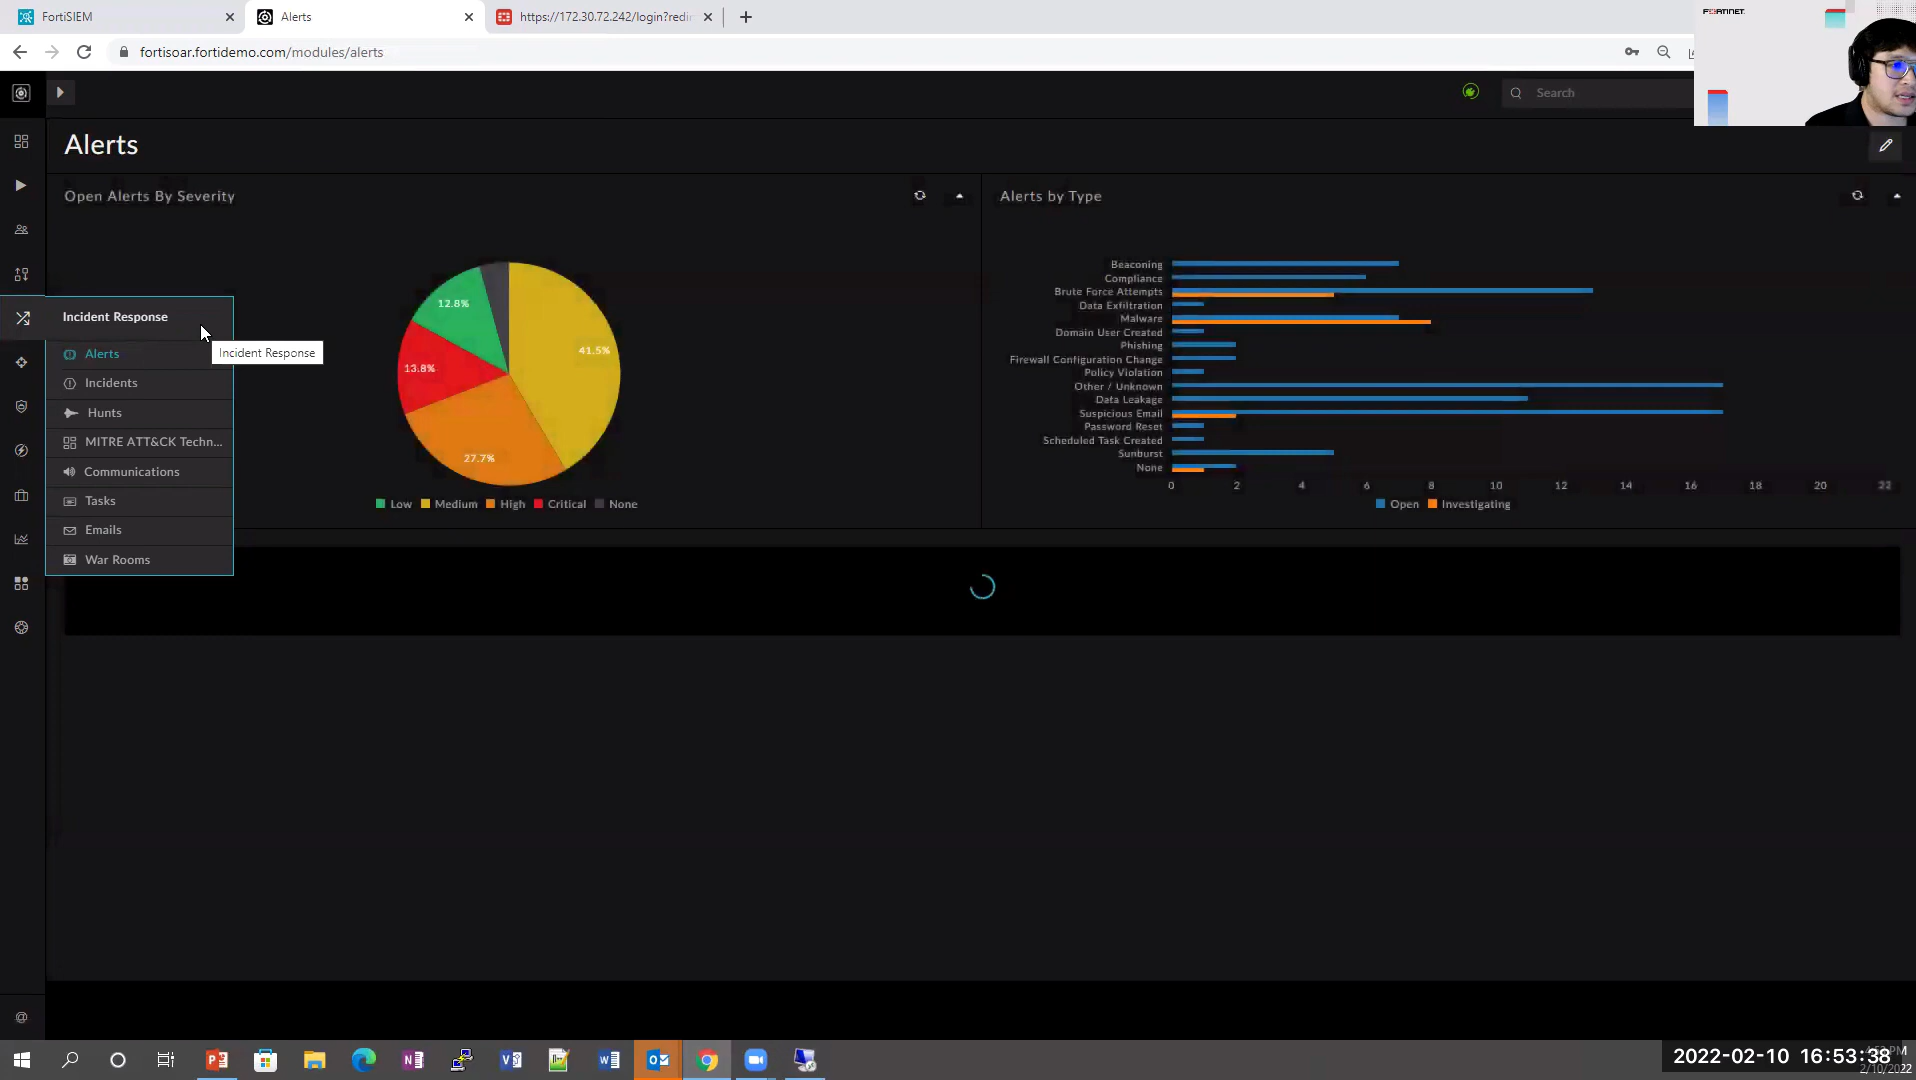 FortiSIEM
Alerts
https://172.30.72.242/login?redir
fortisoar.fortidemo.com/modules/alerts
FORTINET
Search
Alerts
Open Alerts By Severity
Alerts by Type
Incident Response
Alerts
Incident Response
Incidents
Hunts
MITRE ATT&CK Techn...
Communications
Tasks
Emails
War Rooms
12.8%
41.5%
13.8%
27.7%
Low
Medium
High
Critical
None
Beaconing
Compliance
Brute Force Attempts
Data Exfiltration
Malware
Domain User Created
Phishing
Firewall Configuration Change
Policy Violation
Other / Unknown
Data Leakage
Suspicious Email
Password Reset
Scheduled Task Created
Sunburst
None
0 2 4 6 8 10 12 14 16 18 20 22
Open
Investigating
@
2022-02-10 16:53:38
2/10/2022